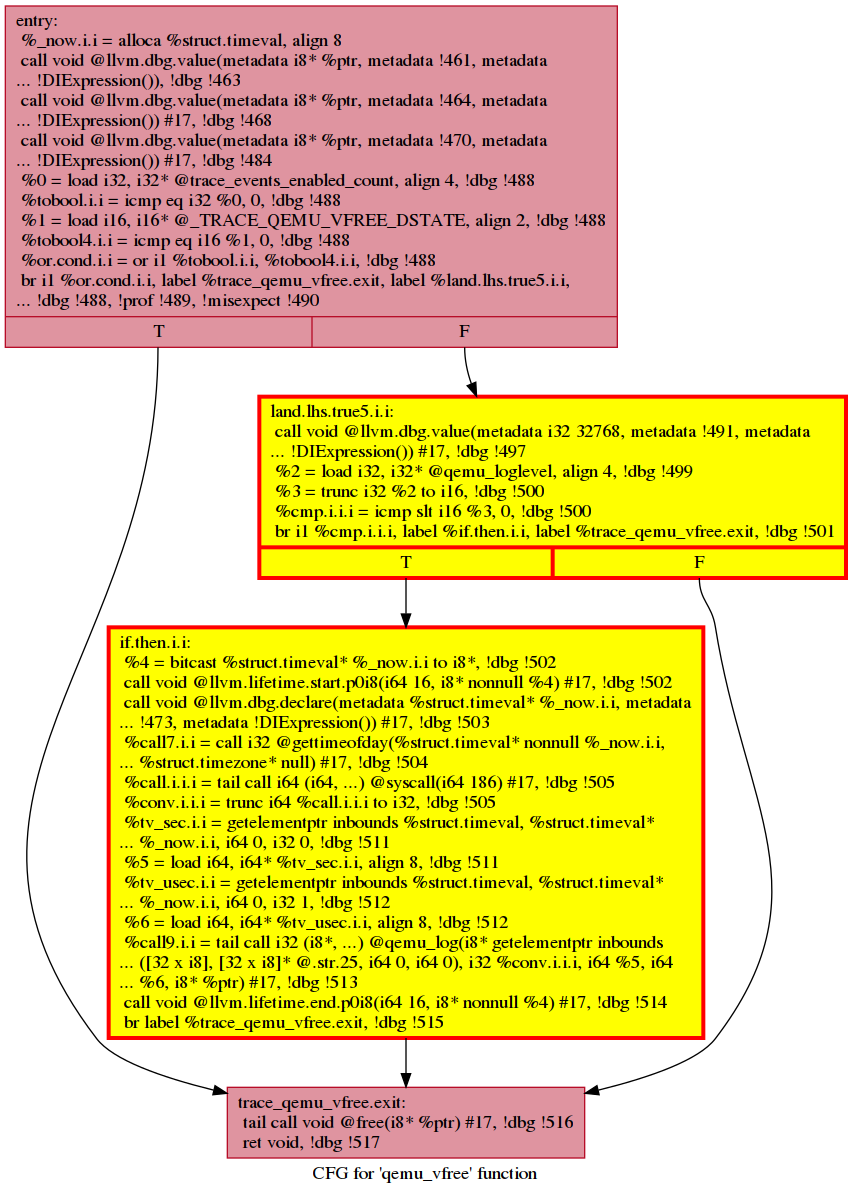 entry:
%_now.i.i = alloca %struct.timeval, align 8
call void @llvm.dbg.value(metadata i8* %ptr, metadata !461, metadata
... !DIExpression()), !dbg !463
call void @llvm.dbg.value(metadata i8* %ptr, metadata !464, metadata
... !DIExpression()) #17, !dbg !468
call void @llvm.dbg.value(metadata i8* %ptr, metadata !470, metadata
... !DIExpression()) #17, !dbg !484
%0 = load i32, i32* @trace_events_enabled_count, align 4, !dbg !488
%tobool.i.i = icmp eq i32 %0, 0, !dbg !488
%1 = load i16, i16* @_TRACE_QEMU_VFREE_DSTATE, align 2, !dbg !488
%tobool4.i.i = icmp eq i16 %1, 0, !dbg !488
%or.cond.i.i = or i1 %tobool.i.i, %tobool4.i.i, !dbg !488
br i1 %or.cond.i.i, label %trace_qemu_vfree.exit, label %land.lhs.true5.i.i,
... !dbg !488, !prof !489, !misexpect !490
T F
land.lhs.true5.i.i:
call void @llvm.dbg.value(metadata i32 32768, metadata !491, metadata
... !DIExpression()) #17, !dbg !497
%2 = load i32, i32* @qemu_loglevel, align 4, !dbg !499
%3 = trunc i32 %2 to i16, !dbg !500
%cmp.i.i.i = icmp slt i16 %3, 0, !dbg !500
br i1 %cmp.i.i.i, label %if.then.i.i, label %trace_qemu_vfree.exit, !dbg !501
T F
if.then.i.i:
%4 = bitcast %struct.timeval* %_now.i.i to i8*, !dbg !502
call void @llvm.lifetime.start.p0i8(i64 16, i8* nonnull %4) #17, !dbg !502
call void @llvm.dbg.declare(metadata %struct.timeval* %_now.i.i, metadata
... !473, metadata !DIExpression()) #17, !dbg !503
%call7.i.i = call i32 @gettimeofday(%struct.timeval* nonnull %_now.i.i,
... %struct.timezone* null) #17, !dbg !504
%call.i.i.i = tail call i64 (i64, ...) @syscall(i64 186) #17, !dbg !505
%conv.i.i.i = trunc i64 %call.i.i.i to i32, !dbg !505
%tv_sec.i.i = getelementptr inbounds %struct.timeval, %struct.timeval*
... %_now.i.i, i64 0, i32 0, !dbg !511
%5 = load i64, i64* %tv_sec.i.i, align 8, !dbg !511
%tv_usec.i.i = getelementptr inbounds %struct.timeval, %struct.timeval*
... %_now.i.i, i64 0, i32 1, !dbg !512
%6 = load i64, i64* %tv_usec.i.i, align 8, !dbg !512
%call9.i.i = tail call i32 (i8*, ...) @qemu_log(i8* getelementptr inbounds
... ([32 x i8], [32 x i8]* @.str.25, i64 0, i64 0), i32 %conv.i.i.i, i64 %5, i64
... %6, i8* %ptr) #17, !dbg !513
call void @llvm.lifetime.end.p0i8(i64 16, i8* nonnull %4) #17, !dbg !514
br label %trace_qemu_vfree.exit, !dbg !515
trace_qemu_vfree.exit:
tail call void @free(i8* %ptr) #17, !dbg !516
ret void, !dbg !517
CFG for 'qemu_vfree' function